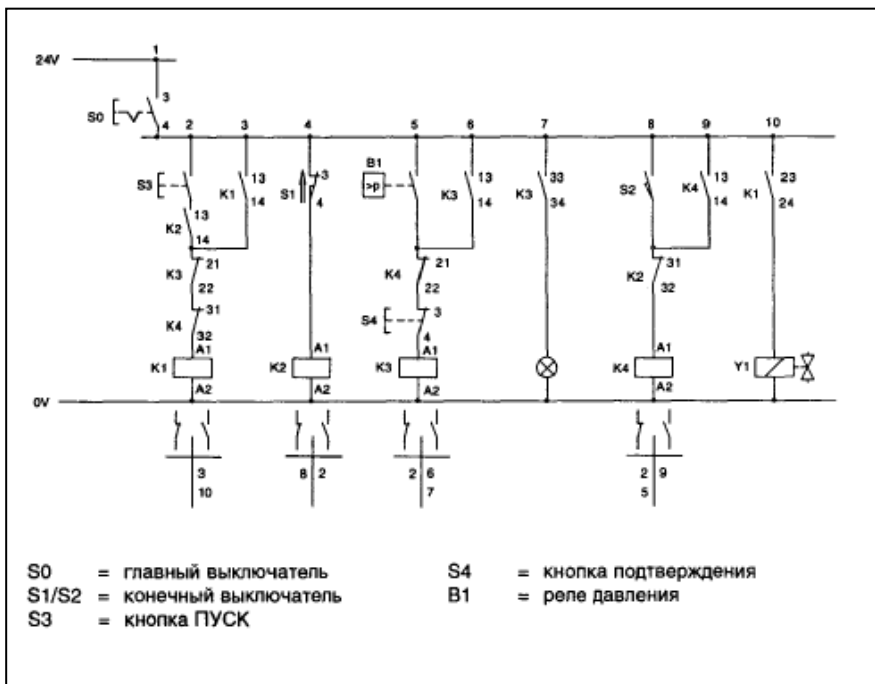 1
24V
3
S0
4
2 3 4 5 6 7 8 9 10
B1
S3
13
K1
14
S1
3
4
>p
K3
13
14
K3
33
34
S2
K4
13
14
K1
23
24
13
K2
14
K3
21
22
K4
21
22
K2
31
32
K4
31
32
S4
3
4
A1 A1 A1 A1
K1 K2 K3 K4 Y1
A2 A2 A2 A2
0V
3 8 2 2 6 2 9
10 7 5
S0 = главный выключатель
S1/S2 = конечный выключатель
S3 = кнопка ПУСК
S4 = кнопка подтверждения
B1 = реле давления